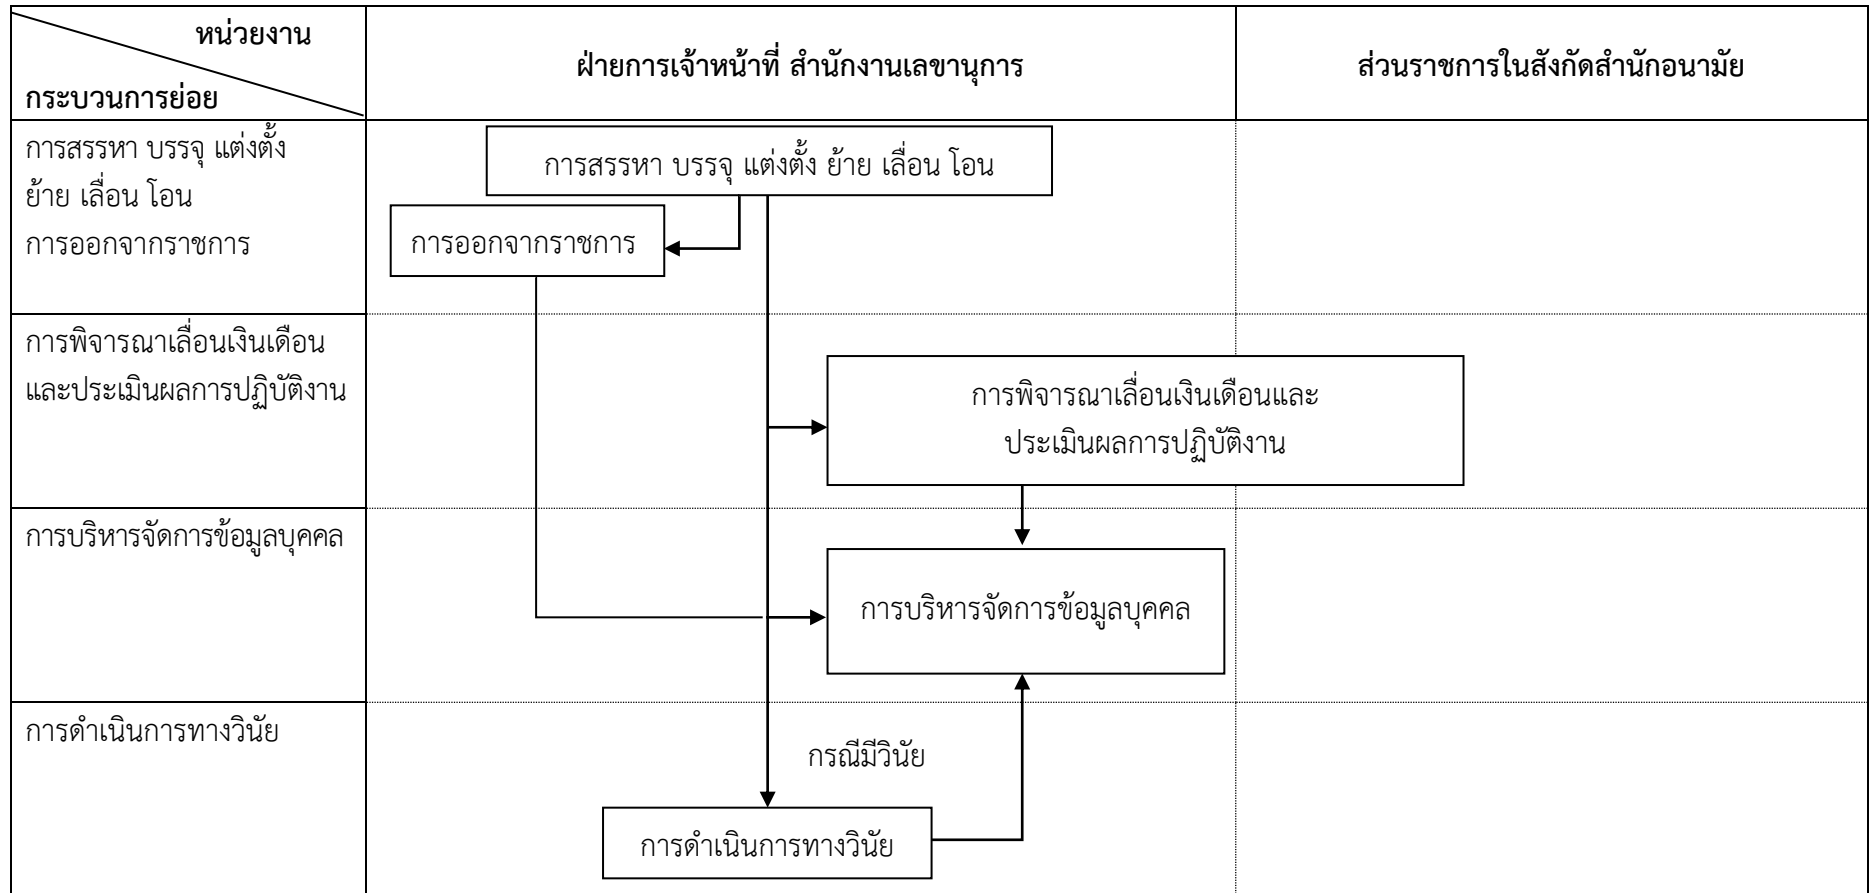 หน่วยงาน
กระบวนการย่อย
ฝ่ายการเจ้าหน้าที่ สำนักงานเลขานุการ
ส่วนราชการในสังกัดสำนักอนามัย
การสรรหา บรรจุ แต่งตั้ง
ย้าย เลื่อน โอน
การออกจากราชการ
การสรรหา บรรจุ แต่งตั้ง ย้าย เลื่อน โอน
การออกจากราชการ
การพิจารณาเลื่อนเงินเดือน
และประเมินผลการปฏิบัติงาน
การพิจารณาเลื่อนเงินเดือนและ
ประเมินผลการปฏิบัติงาน
การบริหารจัดการข้อมูลบุคคล
การบริหารจัดการข้อมูลบุคคล
การดำเนินการทางวินัย
กรณีมีวินัย
การดำเนินการทางวินัย